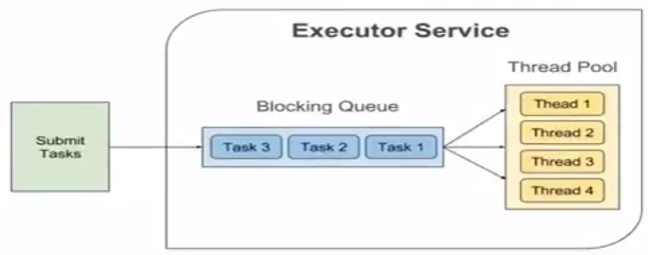 Executor Service
Thread Pool
Blocking Queue
Submit
Tasks
Task 3
Task 2
Task 1
Thead 1
Thread 2
Thread 3
Thread 4